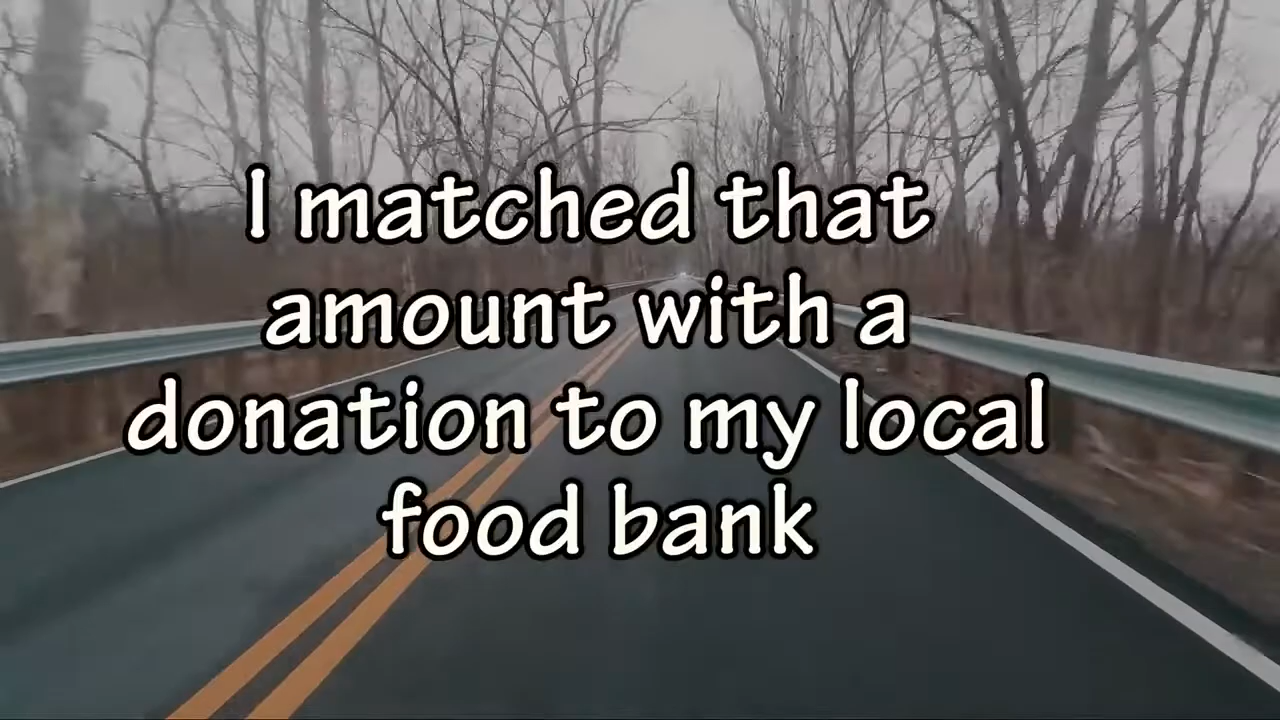 I matched that
amount with a
donation to my local
food bank